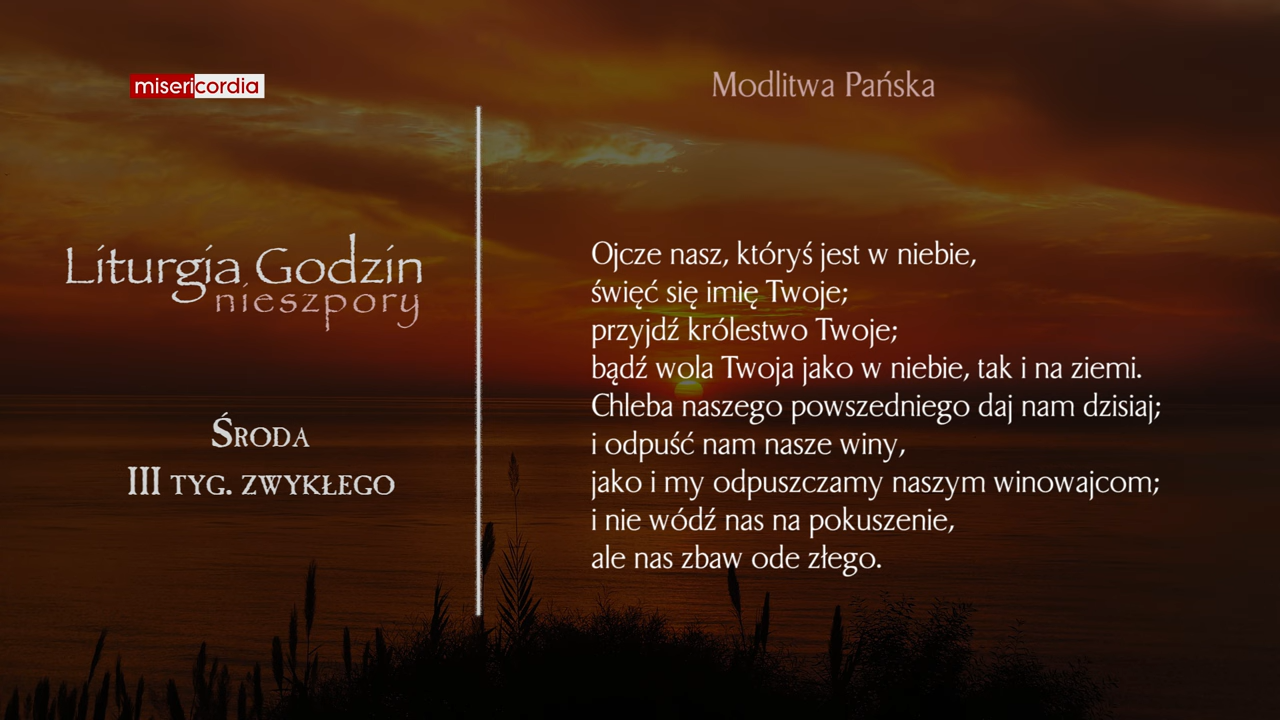 misericordia
Liturgia Godzin
nieszpory
Środa
III tyg. zwykłego
Modlitwa Pańska
Ojcze nasz, któryś jest w niebie,
święć się imię Twoje;
przyjdź królestwo Twoje;
bądź wola Twoja jako w niebie, tak i na ziemi.
Chleba naszego powszedniego daj nam dzisiaj;
i odpuść nam nasze winy,
jako i my odpuszczamy naszym winowajcom;
i nie wódź nas na pokuszenie,
ale nas zbaw ode złego.